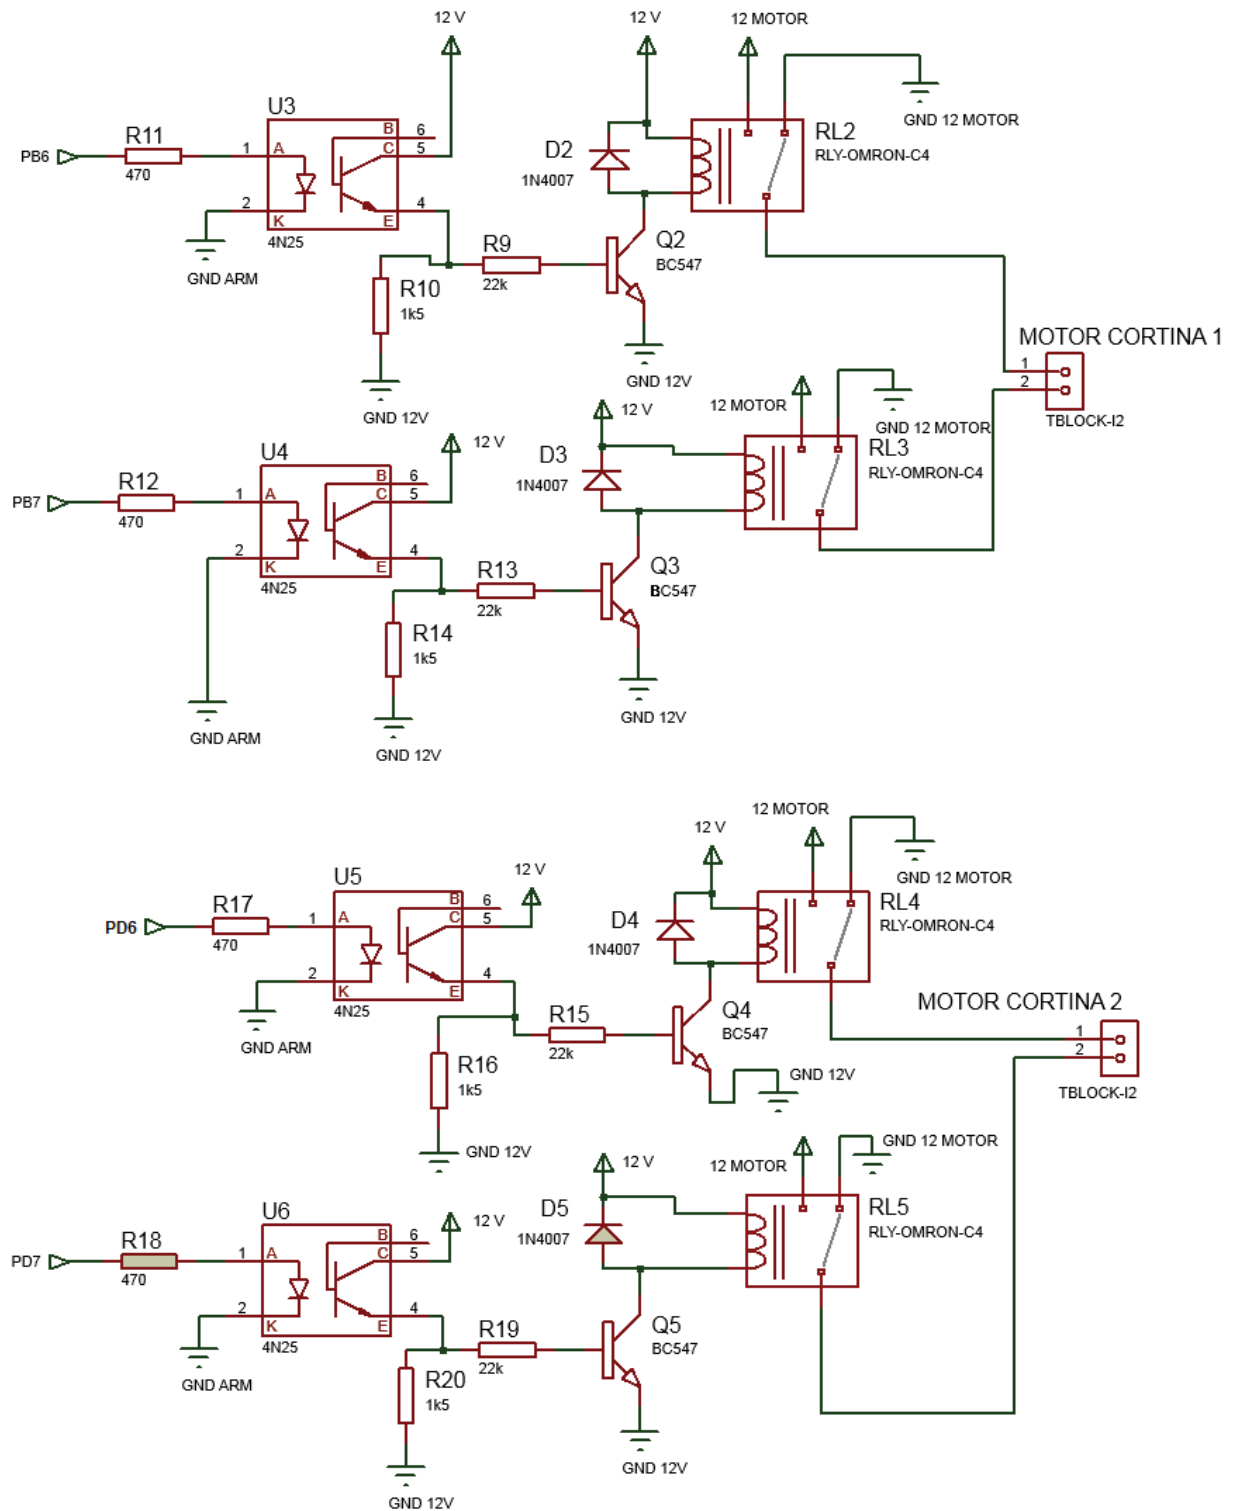 12 V
12 V
12 MOTOR
U3
GND 12 MOTOR
R11
B
6
RL2
PB6
1
A
C
5
D2
RLY-OMRON-C4
470
1N4007
2
K
E
4
4N25
Q2
GND ARM
R9
BC547
R10
22k
1k5
MOTOR CORTINA 1
GND 12V
1
12 MOTOR
2
GND 12V
12 V
GND 12 MOTOR
TBLOCK-I2
U4
12 V
D3
RL3
R12
B
6
1N4007
RLY-OMRON-C4
PB7
1
A
C
5
470
2
K
E
4
Q3
4N25
R13
BC547
22k
R14
1k5
GND 12V
GND ARM
GND 12V
12 MOTOR
12 V
GND 12 MOTOR
U5
12 V
RL4
R17
B
6
D4
RLY-OMRON-C4
PD6
1
A
C
5
1N4007
470
2
K
E
4
MOTOR CORTINA 2
4N25
R15
Q4
GND ARM
BC547
1
22k
2
R16
GND 12V
1k5
TBLOCK-I2
GND 12V
GND 12 MOTOR
12 V
12 MOTOR
U6
12 V
D5
RL5
R18
B
6
1N4007
RLY-OMRON-C4
PD7
1
A
C
5
470
2
K
E
4
Q5
4N25
R19
BC547
22k
GND ARM
R20
1k5
GND 12V
GND 12V